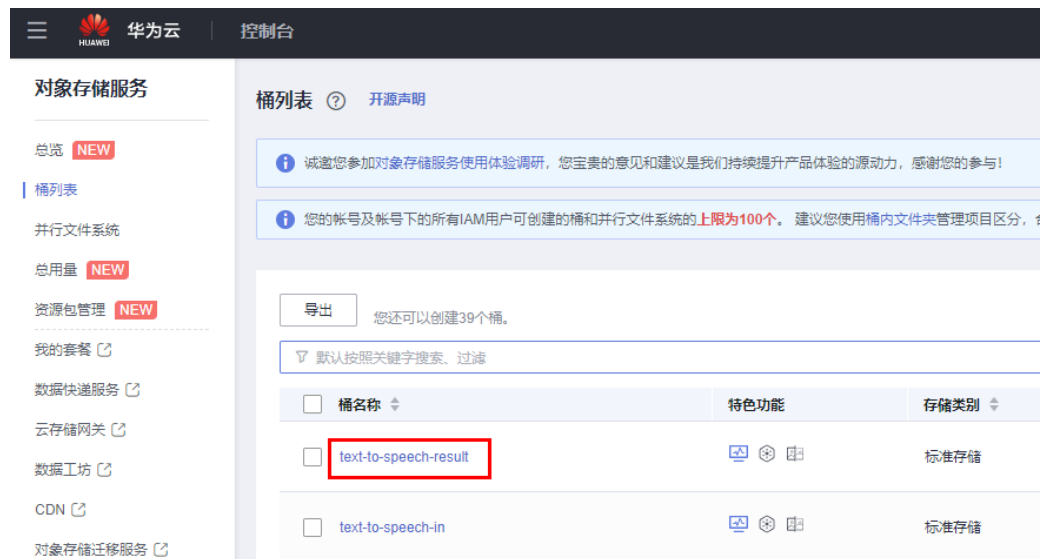 HUAWEI 华为云 控制台
对象存储服务
总览 NEW
桶列表
并行文件系统
总用量 NEW
资源包管理 NEW
我的套餐
数据快递服务
云存储网关
数据工坊
CDN
对象存储迁移服务
桶列表 ? 开源声明
诚邀您参加对象存储服务使用体验调研，您宝贵的意见和建议是我们持续提升产品体验的源动力，感谢您的参与！
您的帐号及帐号下的所有IAM用户可创建的桶和并行文件系统的上限为100个。 建议您使用桶内文件夹管理项目区分，
导出 您还可以创建39个桶。
默认按照关键字搜索、过滤
桶名称 特色功能 存储类别
text-to-speech-result 标准存储
text-to-speech-in 标准存储